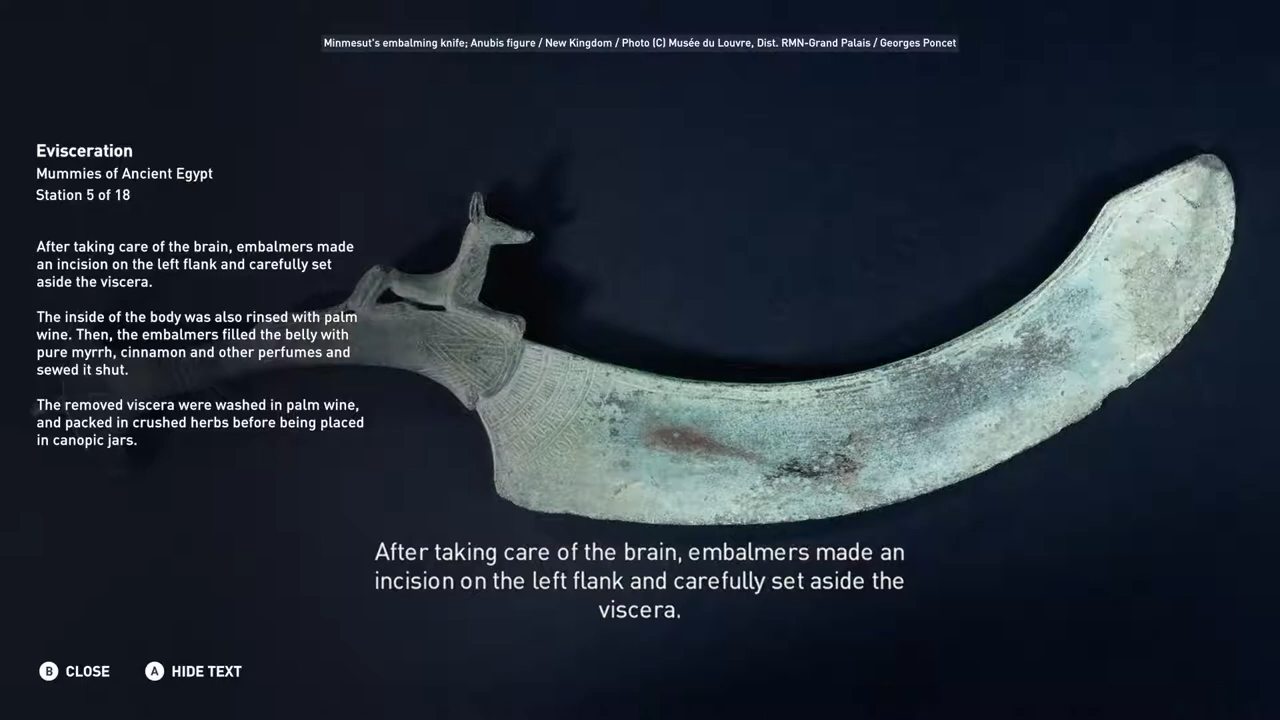 Minmesut's embalming knife; Anubis figure / New Kingdom / Photo (C) Musée du Louvre, Dist. RMN-Grand Palais / Georges Poncet
Evisceration
Mummies of Ancient Egypt
Station 5 of 18
After taking care of the brain, embalmers made
an incision on the left flank and carefully set
aside the viscera.
The inside of the body was also rinsed with palm
wine. Then, the embalmers filled the belly with
pure myrrh, cinnamon and other perfumes and
sewed it shut.
The removed viscera were washed in palm wine,
and packed in crushed herbs before being placed
in canopic jars.
After taking care of the brain, embalmers made an
incision on the left flank and carefully set aside the
viscera.
B CLOSE A HIDE TEXT